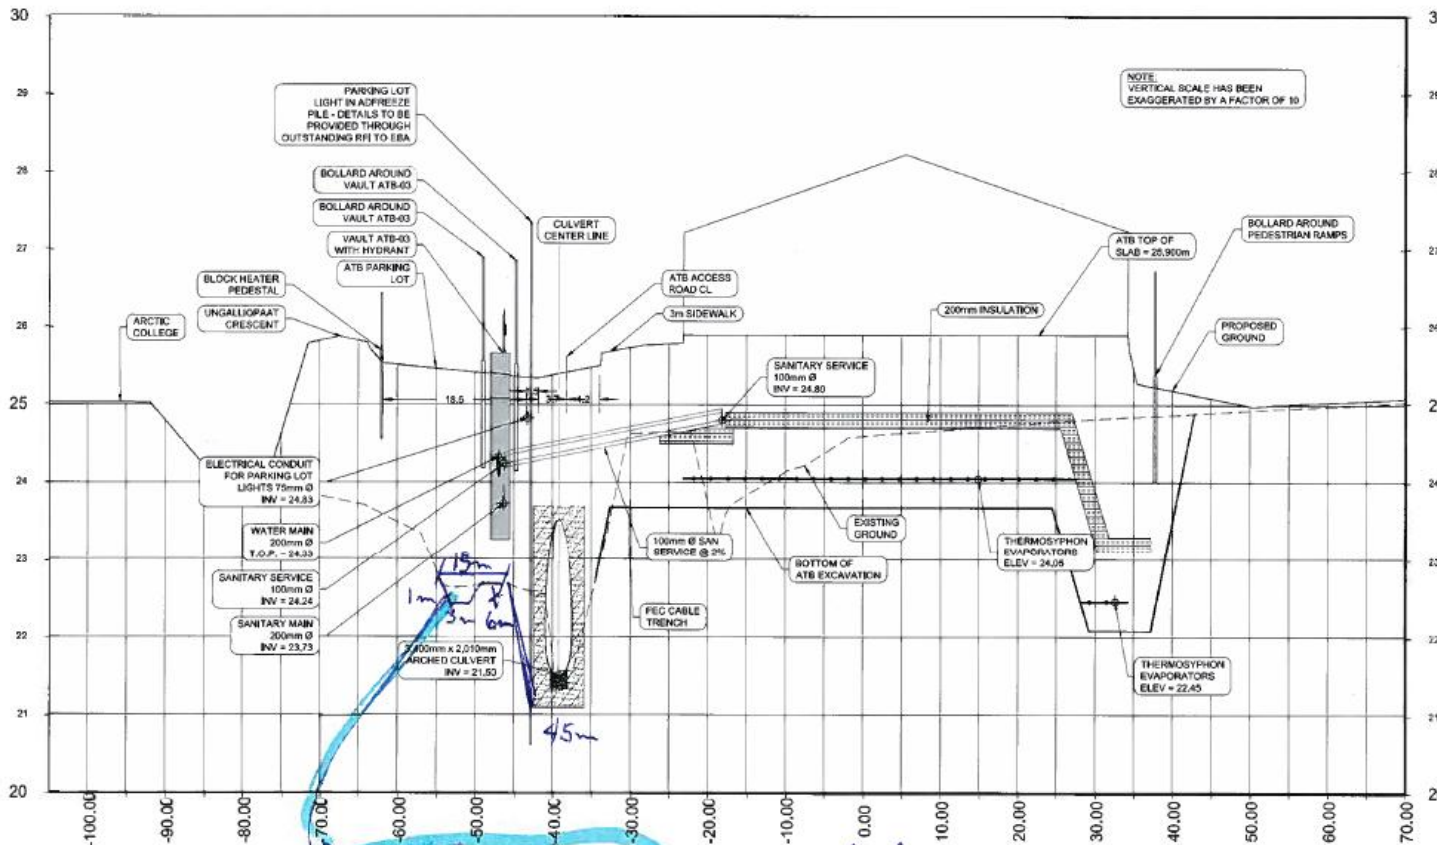 30
29
28
27
26
25
24
23
22
21
20
NOTE:
VERTICAL SCALE HAS BEEN
EXAGGERATED BY A FACTOR OF 10
PARKING LOT
LIGHT IN ADFREEZE
PILE - DETAILS TO BE
PROVIDED THROUGH
OUTSTANDING RFI TO EBA
BOLLARD AROUND
VAULT ATB-03
BOLLARD AROUND
VAULT ATB-03
VAULT ATB-03
WITH HYDRANT
ATB PARKING
LOT
BLOCK HEATER
PEDESTAL
UNGALLIQPAAT
CRESCENT
ARCTIC
COLLEGE
CULVERT
CENTER LINE
ATB ACCESS
ROAD CL
3m SIDEWALK
ATB TOP OF
SLAB = 25,900m
BOLLARD AROUND
PEDESTRIAN RAMPS
200mm INSULATION
PROPOSED
GROUND
SANITARY SERVICE
100mm Ø
INV = 24.80
18.5
ELECTRICAL CONDUIT
FOR PARKING LOT
LIGHTS 75mm Ø
INV = 24.83
WATER MAIN
200mm Ø
T.O.P. = 24.33
SANITARY SERVICE
100mm Ø
INV = 24.24
SANITARY MAIN
200mm Ø
INV = 23.73
x 2,010mm
ARCHED CULVERT
INV = 21.50
100mm Ø SAN
SERVICE @ 2%
PEC CABLE
TRENCH
EXISTING
GROUND
BOTTOM OF
ATB EXCAVATION
THERMOSYPHON
EVAPORATORS
ELEV = 24.05
THERMOSYPHON
EVAPORATORS
ELEV = 22.45
1m
3m 6m
45m
-100.00
-90.00
-80.00
-70.00
-60.00
-50.00
-40.00
-30.00
-20.00
-10.00
0.00
10.00
20.00
30.00
40.00
50.00
60.00
70.00